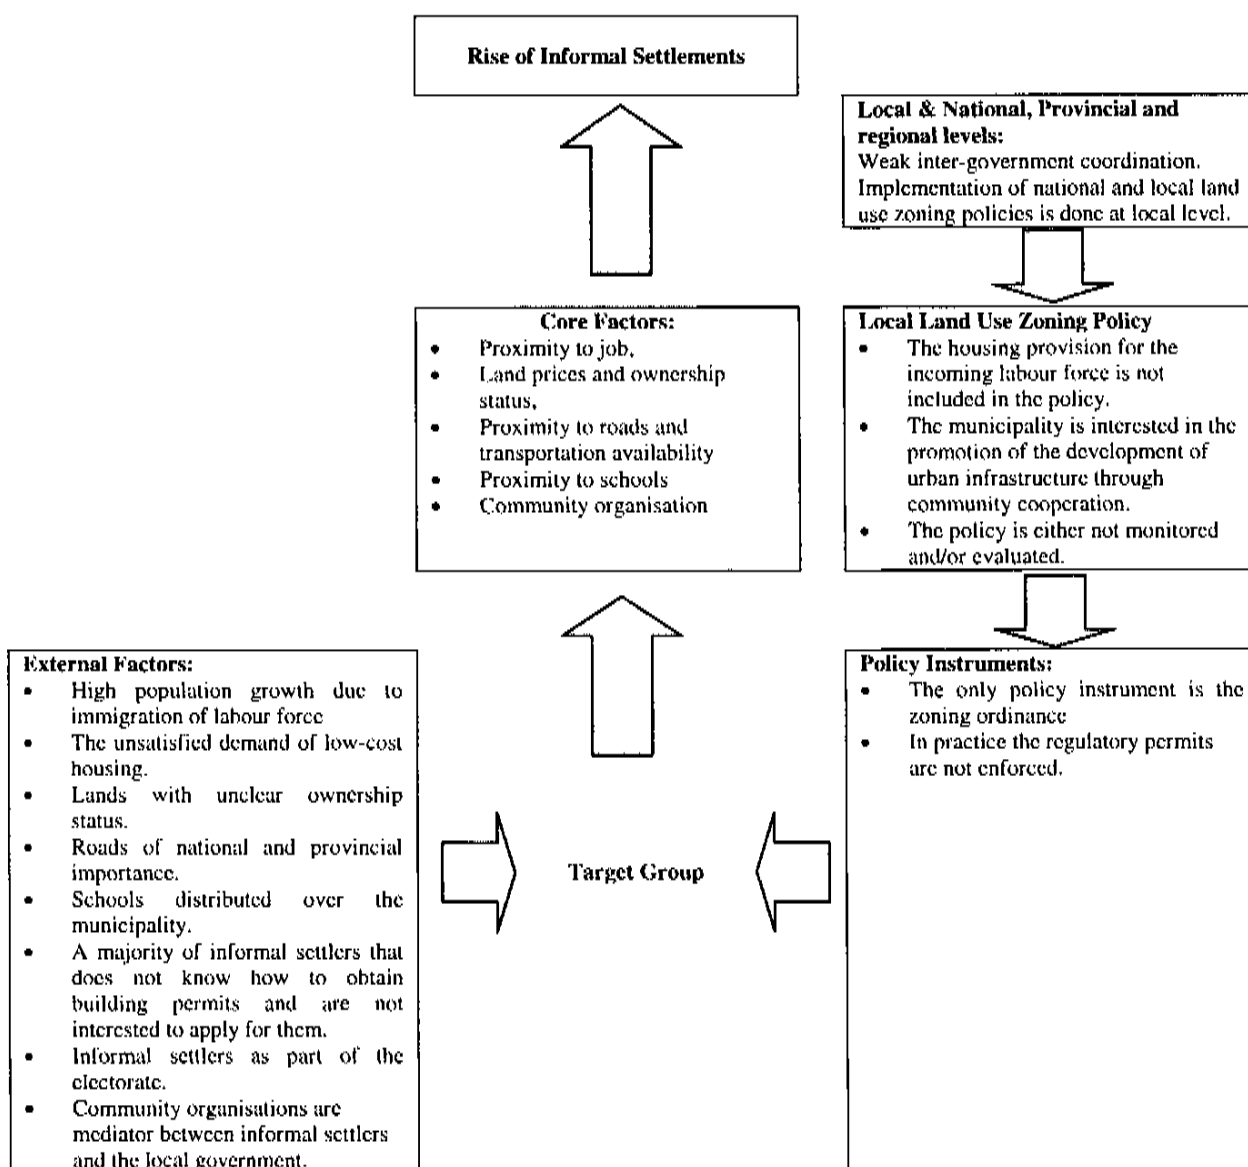 Rise of Informal Settlements
Local & National, Provincial and
regional levels:
Weak inter-government coordination.
Implementation of national and local land
use zoning policies is done at local level.
Core Factors:
• Proximity to job,
• Land prices and ownership
status,
• Proximity to roads and
transportation availability
• Proximity to schools
• Community organisation
Local Land Use Zoning Policy
• The housing provision for the
incoming labour force is not
included in the policy.
• The municipality is interested in the
promotion of the development of
urban infrastructure through
community cooperation.
• The policy is either not monitored
and/or evaluated.
External Factors:
• High population growth due to
immigration of labour force
• The unsatisfied demand of low-cost
housing.
• Lands with unclear ownership
status.
• Roads of national and provincial
importance.
• Schools distributed over the
municipality.
• A majority of informal settlers that
does not know how to obtain
building permits and are not
interested to apply for them.
• Informal settlers as part of the
electorate.
• Community organisations are
mediator between informal settlers
and the local government.
Target Group
Policy Instruments:
• The only policy instrument is the
zoning ordinance
• In practice the regulatory permits
are not enforced.